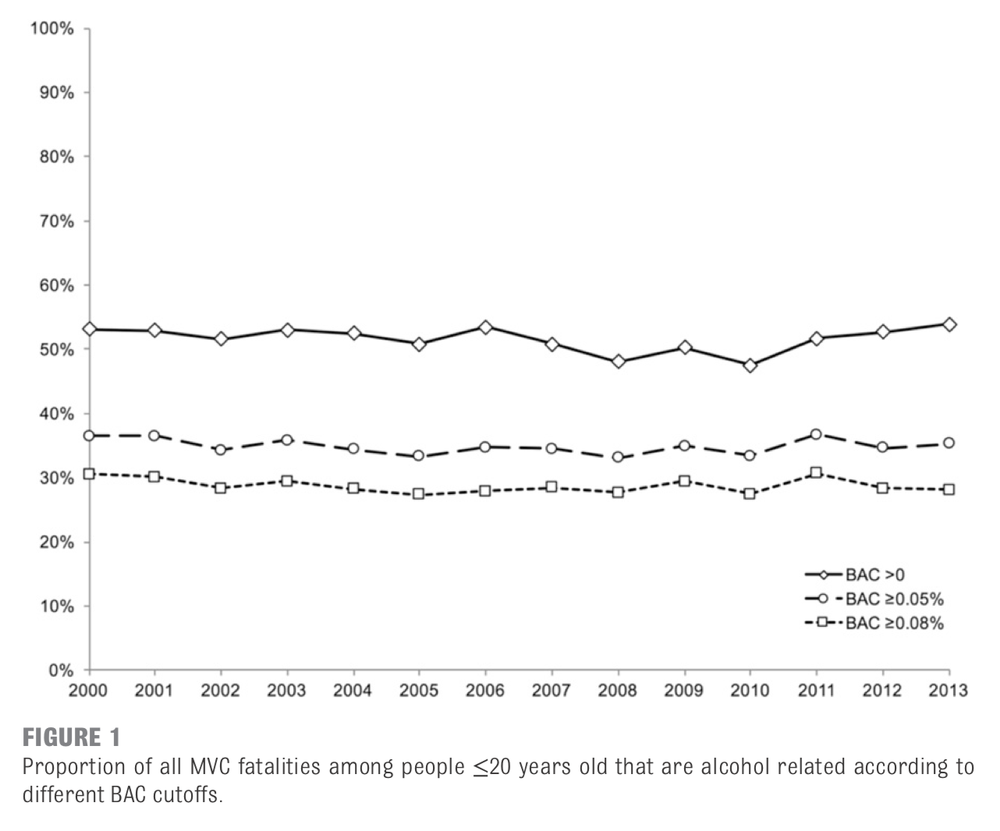 100%
90%
80%
70%
60%
50%
40%
30%
20%
10%
0%
2000 2001 2002 2003 2004 2005 2006 2007 2008 2009 2010 2011 2012 2013
BAC >0
BAC ≥0.05%
BAC ≥0.08%
FIGURE 1
Proportion of all MVC fatalities among people ≤20 years old that are alcohol related according to
different BAC cutoffs.